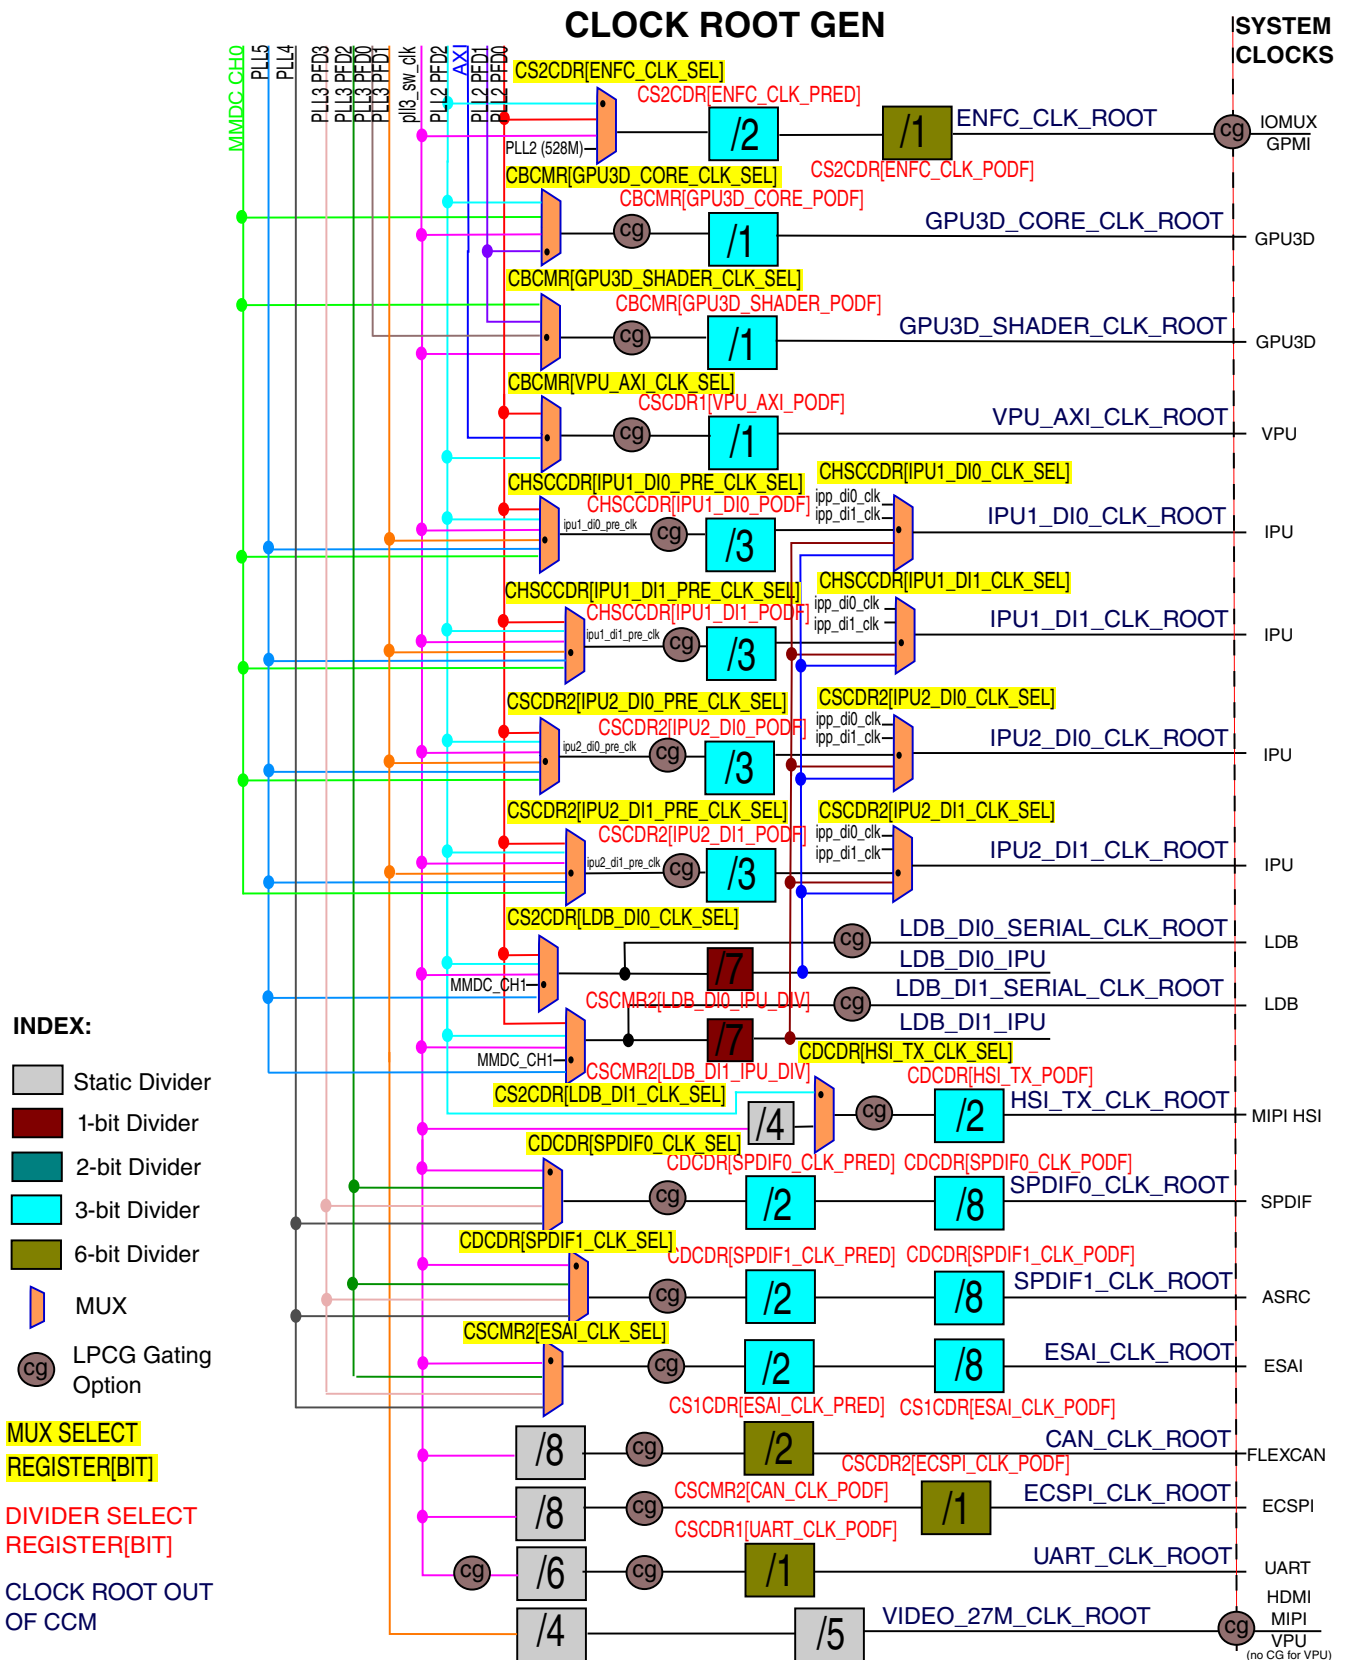 CLOCK ROOT GEN
SYSTEM
CLOCKS
MMDC CH0
PLL5
PLL4
PLL3 PFD3
PLL3 PFD2
PLL3 PFD0
PLL3 PFD1
pll3_sw_clk
PLL2 PFD2
AXI
PLL2 PFD1
PLL2 PFD0
CS2CDR[ENFC_CLK_SEL]
CS2CDR[ENFC_CLK_PRED]
PLL2 (528M)
/2
/1
ENFC_CLK_ROOT
cg
IOMUX
GPMI
CS2CDR[ENFC_CLK_PODF]
CBCMR[GPU3D_CORE_CLK_SEL]
CBCMR[GPU3D_CORE_PODF]
cg
/1
GPU3D_CORE_CLK_ROOT
GPU3D
CBCMR[GPU3D_SHADER_CLK_SEL]
CBCMR[GPU3D_SHADER_PODF]
cg
/1
GPU3D_SHADER_CLK_ROOT
GPU3D
CBCMR[VPU_AXI_CLK_SEL]
CSCDR1[VPU_AXI_PODF]
cg
/1
VPU_AXI_CLK_ROOT
VPU
CHSCCDR[IPU1_DI0_PRE_CLK_SEL]
CHSCCDR[IPU1_DI0_PODF]
CHSCCDR[IPU1_DI0_CLK_SEL]
ipu1_di0_pre_clk
cg
/3
ipp_di0_clk
ipp_di1_clk
IPU1_DI0_CLK_ROOT
IPU
CHSCCDR[IPU1_DI1_PRE_CLK_SEL]
CHSCCDR[IPU1_DI1_PODF]
CHSCCDR[IPU1_DI1_CLK_SEL]
ipu1_di1_pre_clk
cg
/3
ipp_di0_clk
ipp_di1_clk
IPU1_DI1_CLK_ROOT
IPU
CSCDR2[IPU2_DI0_PRE_CLK_SEL]
CSCDR2[IPU2_DI0_PODF]
CSCDR2[IPU2_DI0_CLK_SEL]
ipu2_di0_pre_clk
cg
/3
ipp_di0_clk
ipp_di1_clk
IPU2_DI0_CLK_ROOT
IPU
CSCDR2[IPU2_DI1_PRE_CLK_SEL]
CSCDR2[IPU2_DI1_PODF]
CSCDR2[IPU2_DI1_CLK_SEL]
ipu2_di1_pre_clk
cg
/3
ipp_di0_clk
ipp_di1_clk
IPU2_DI1_CLK_ROOT
IPU
CS2CDR[LDB_DI0_CLK_SEL]
MMDC_CH1
/7
cg
LDB_DI0_SERIAL_CLK_ROOT
LDB
LDB_DI0_IPU
CSCMR2[LDB_DI0_IPU_DIV]
cg
LDB_DI1_SERIAL_CLK_ROOT
LDB
MMDC_CH1
/7
LDB_DI1_IPU
CSCMR2[LDB_DI1_IPU_DIV]
CS2CDR[LDB_DI1_CLK_SEL]
CDCDR[HSI_TX_CLK_SEL]
CDCDR[HSI_TX_PODF]
/4
cg
/2
HSI_TX_CLK_ROOT
MIPI HSI
CDCDR[SPDIF0_CLK_SEL]
CDCDR[SPDIF0_CLK_PRED]
CDCDR[SPDIF0_CLK_PODF]
cg
/2
/8
SPDIF0_CLK_ROOT
SPDIF
CDCDR[SPDIF1_CLK_SEL]
CDCDR[SPDIF1_CLK_PRED]
CDCDR[SPDIF1_CLK_PODF]
cg
/2
/8
SPDIF1_CLK_ROOT
ASRC
CSCMR2[ESAI_CLK_SEL]
cg
/2
/8
ESAI_CLK_ROOT
ESAI
CS1CDR[ESAI_CLK_PRED]
CS1CDR[ESAI_CLK_PODF]
/8
cg
/2
CAN_CLK_ROOT
FLEXCAN
CSCMR2[CAN_CLK_PODF]
CSCDR2[ECSPI_CLK_PODF]
/8
cg
/1
ECSPI_CLK_ROOT
ECSPI
CSCDR1[UART_CLK_PODF]
cg
/6
cg
/1
UART_CLK_ROOT
UART
/4
/5
VIDEO_27M_CLK_ROOT
cg
HDMI
MIPI
VPU
(no CG for VPU)
INDEX:
Static Divider
1-bit Divider
2-bit Divider
3-bit Divider
6-bit Divider
MUX
cg
LPCG Gating
Option
MUX SELECT
REGISTER[BIT]
DIVIDER SELECT
REGISTER[BIT]
CLOCK ROOT OUT
OF CCM